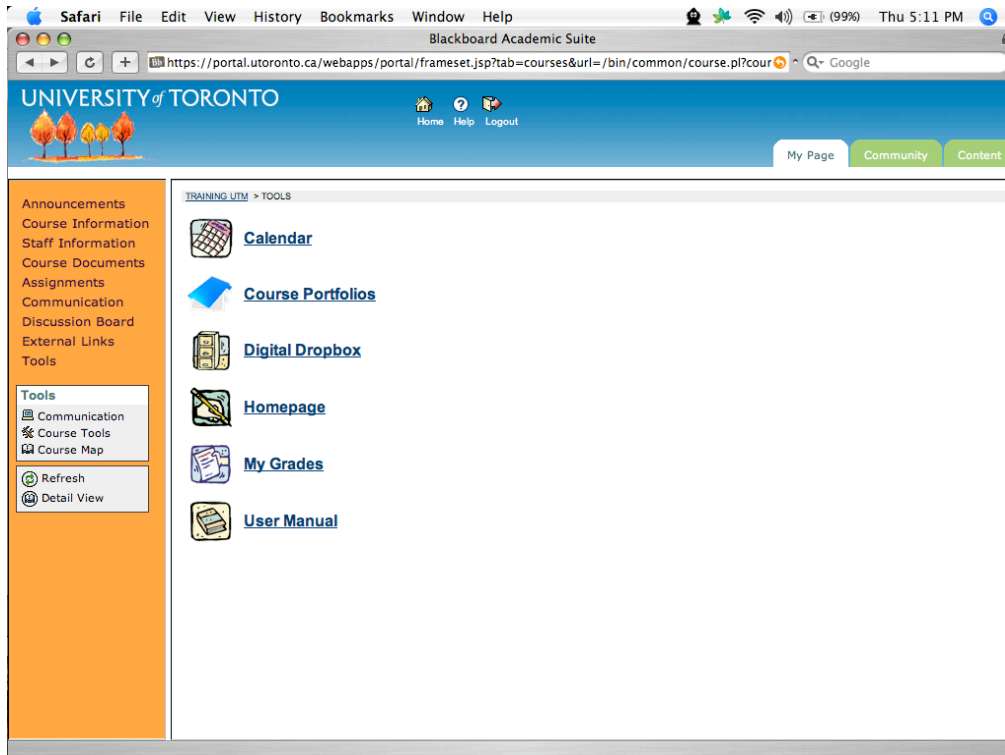 Safari File Edit View History Bookmarks Window Help (99%) Thu 5:11 PM
Blackboard Academic Suite
https://portal.utoronto.ca/webapps/portal/frameset.jsp?tab=courses&url=/bin/common/course.pl?cour Google
UNIVERSITY of TORONTO
Home Help Logout
My Page Community Content
TRAINING UTM > TOOLS
Announcements
Course Information
Staff Information
Course Documents
Assignments
Communication
Discussion Board
External Links
Tools
Tools
Communication
Course Tools
Course Map
Refresh
Detail View
Calendar
Course Portfolios
Digital Dropbox
Homepage
My Grades
User Manual